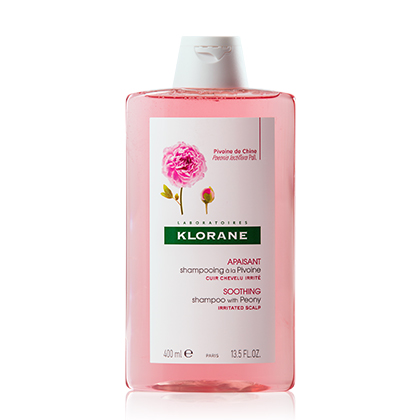 Pivoine de Chine
Paeonia lactiflora Pall.
LABORATOIRES
KLORANE
APAISANT
shampooing à la Pivoine
CUIR CHEVELU IRRITÉ
SOOTHING
shampoo with Peony
IRRITATED SCALP
400 ml e PARIS 13.5 FL.OZ.